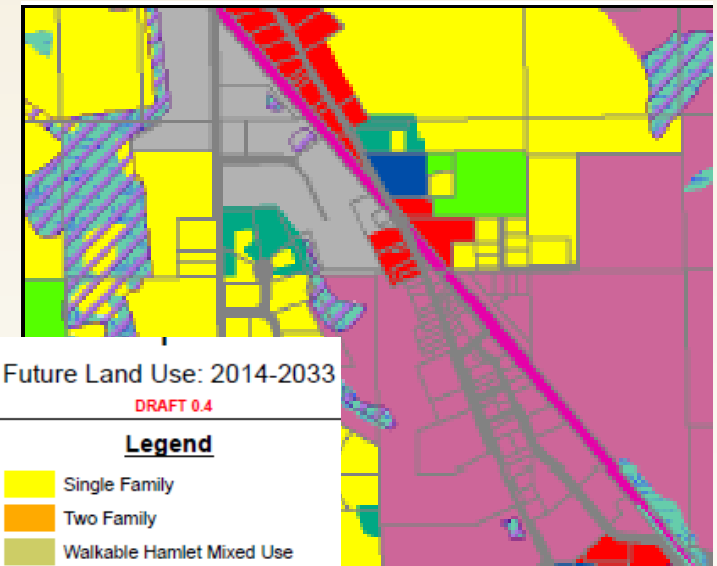 Future Land Use: 2014-2033
DRAFT 0.4
Legend
Single Family
Two Family
Walkable Hamlet Mixed Use